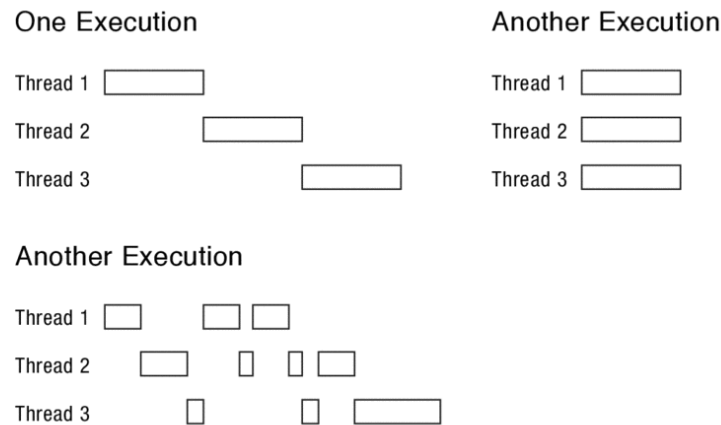 One Execution
Thread 1
Thread 2
Thread 3
Another Execution
Thread 1
Thread 2
Thread 3
Another Execution
Thread 1
Thread 2
Thread 3